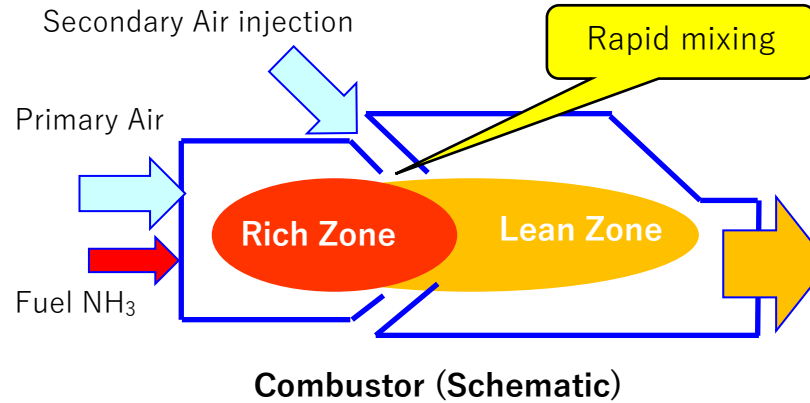 Secondary Air injection
Rapid mixing
Primary Air
Rich Zone
Lean Zone
Fuel NH₃
Combustor (Schematic)